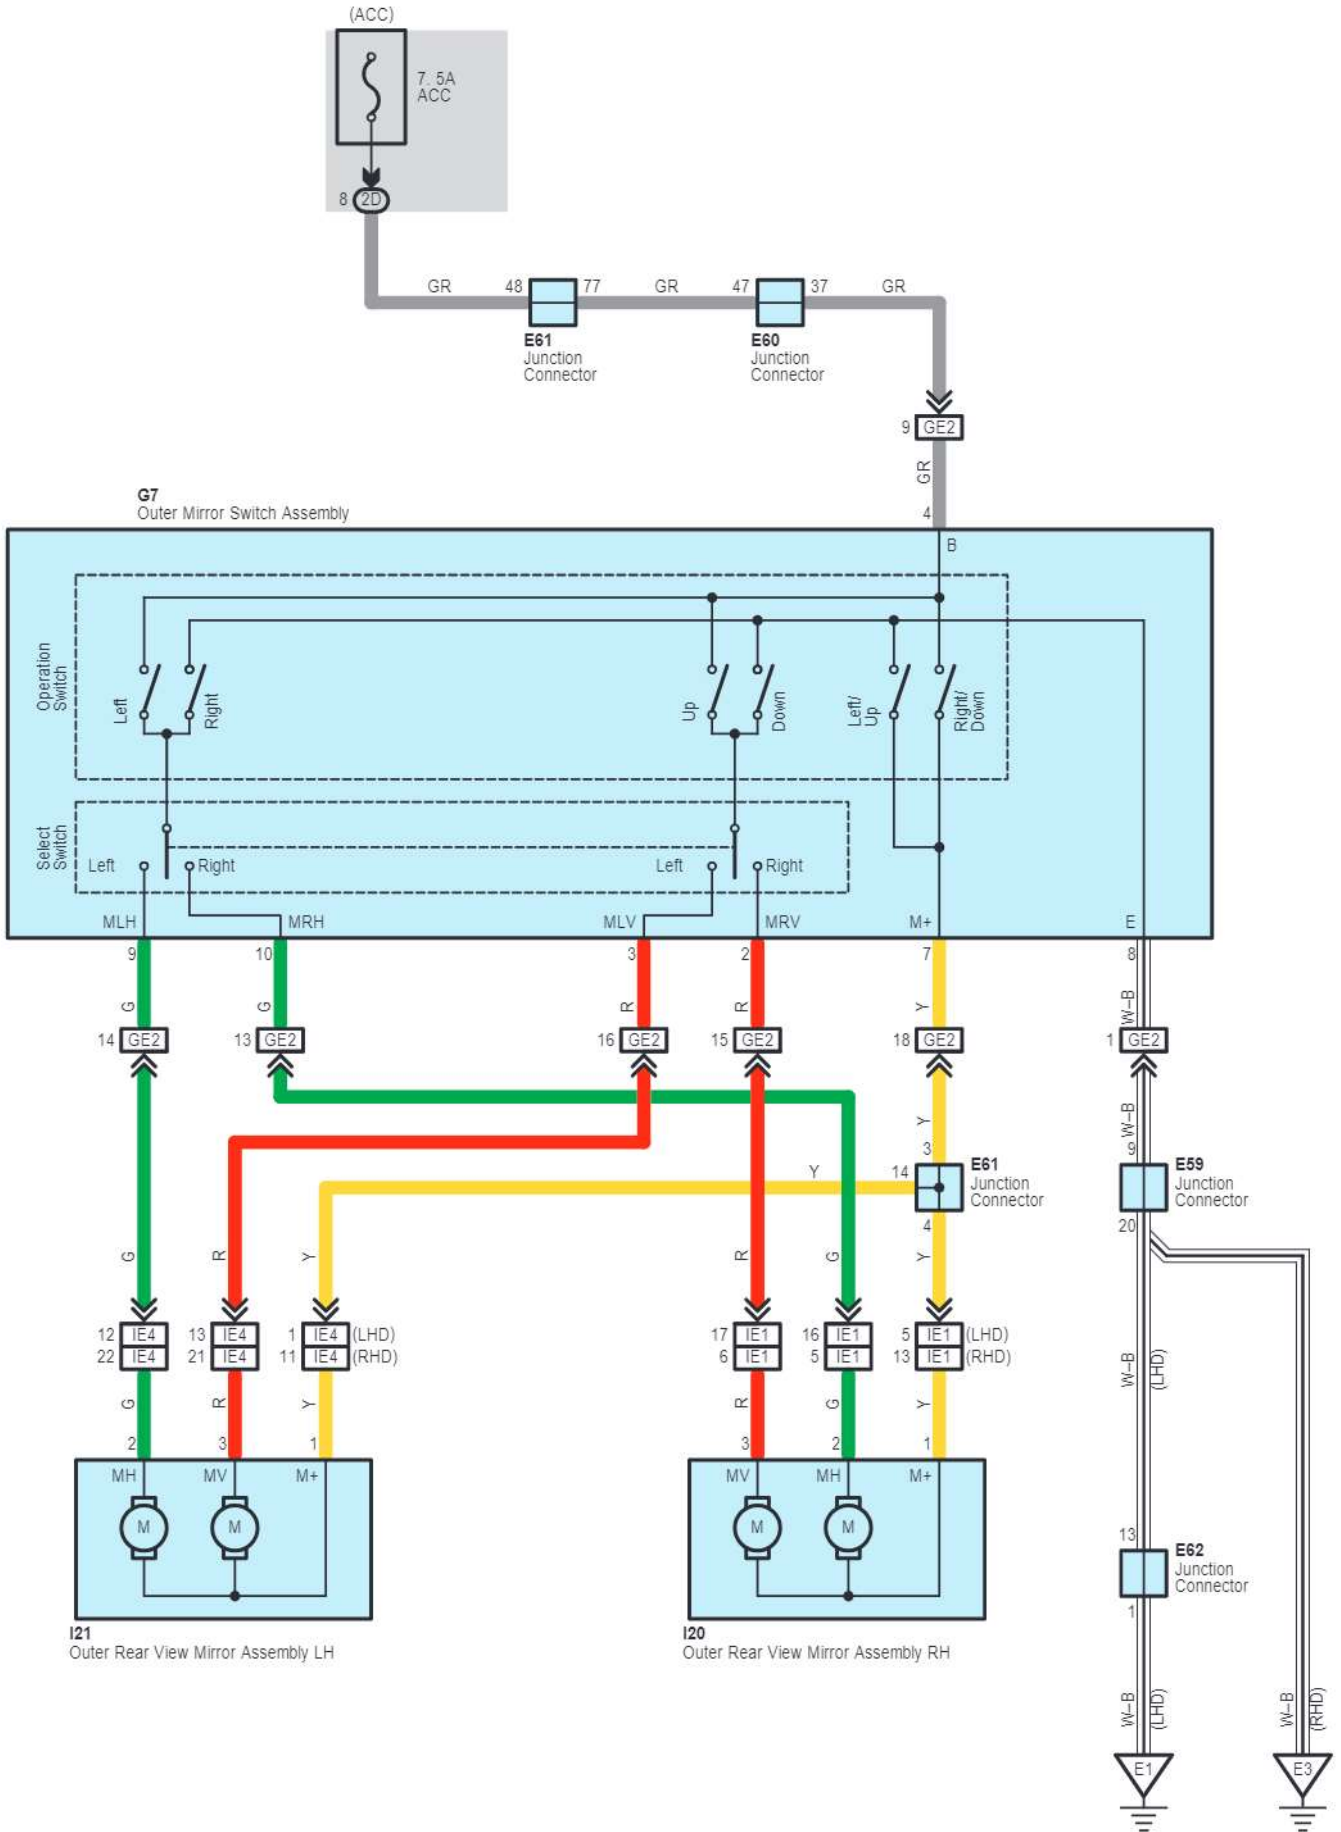 (ACC)
7. 5A
ACC
8 2D
GR 48 77 GR 47 37 GR
E61
Junction
Connector
E60
Junction
Connector
9 GE2
GR
4
G7
Outer Mirror Switch Assembly
B
Operation
Switch
Left
Right
Up
Down
Left/
Up
Right/
Down
Select
Switch
Left Right Left Right
MLH MRH MLV MRV M+ E
9 10 3 2 7 8
G G R R Y W–B
14 GE2 13 GE2 16 GE2 15 GE2 18 GE2 1 GE2
Y W–B
3 9
Y 14
E61
Junction
Connector
E59
Junction
Connector
4 20
G R Y R G Y
12 IE4 13 IE4 1 IE4 (LHD) 17 IE1 16 IE1 5 IE1 (LHD)
22 IE4 21 IE4 11 IE4 (RHD) 6 IE1 5 IE1 13 IE1 (RHD)
W–B
(LHD)
G R Y R G Y
2 3 1 3 2 1
MH MV M+ MV MH M+
M M M M
13
E62
Junction
Connector
1
I21
Outer Rear View Mirror Assembly LH
I20
Outer Rear View Mirror Assembly RH
W–B
(LHD)
W–B
(RHD)
E1 E3